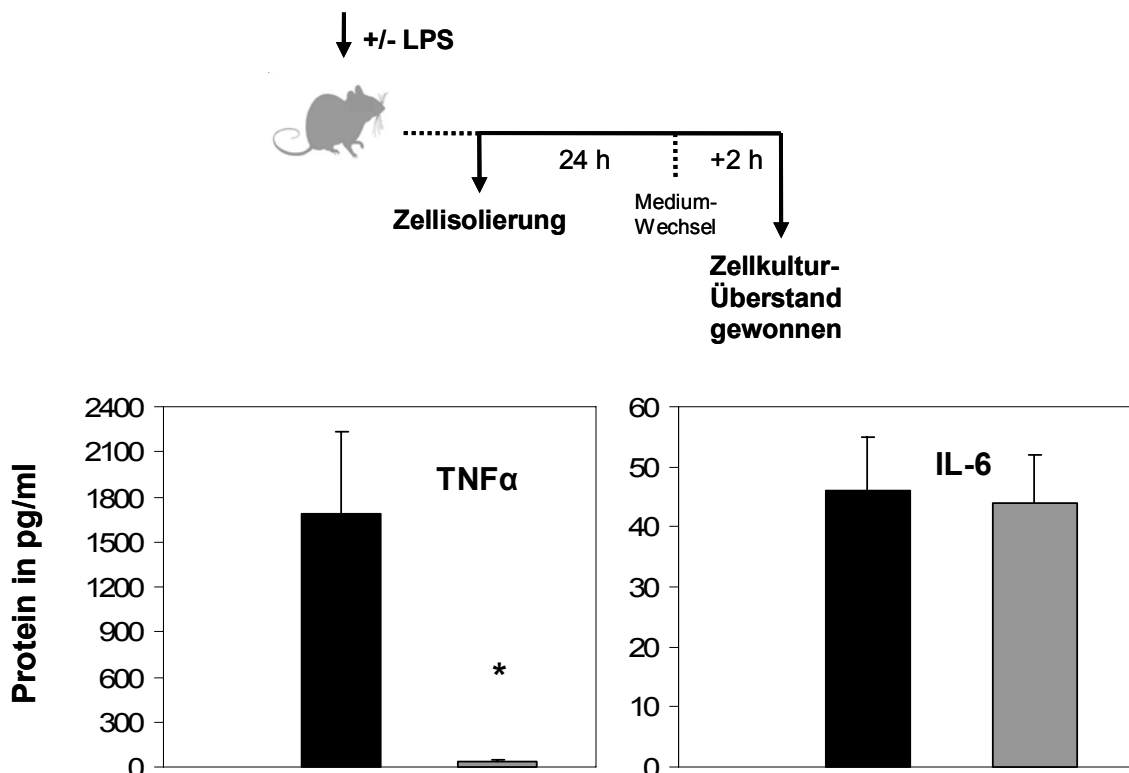 +/- LPS
24 h
+2 h
Zellisolierung
Medium-
Wechsel
Zellkultur-
Überstand
gewonnen
Protein in pg/ml
2400
2100
1800
1500
1200
900
600
300
0
TNFα
*
60
50
40
30
20
10
0
IL-6